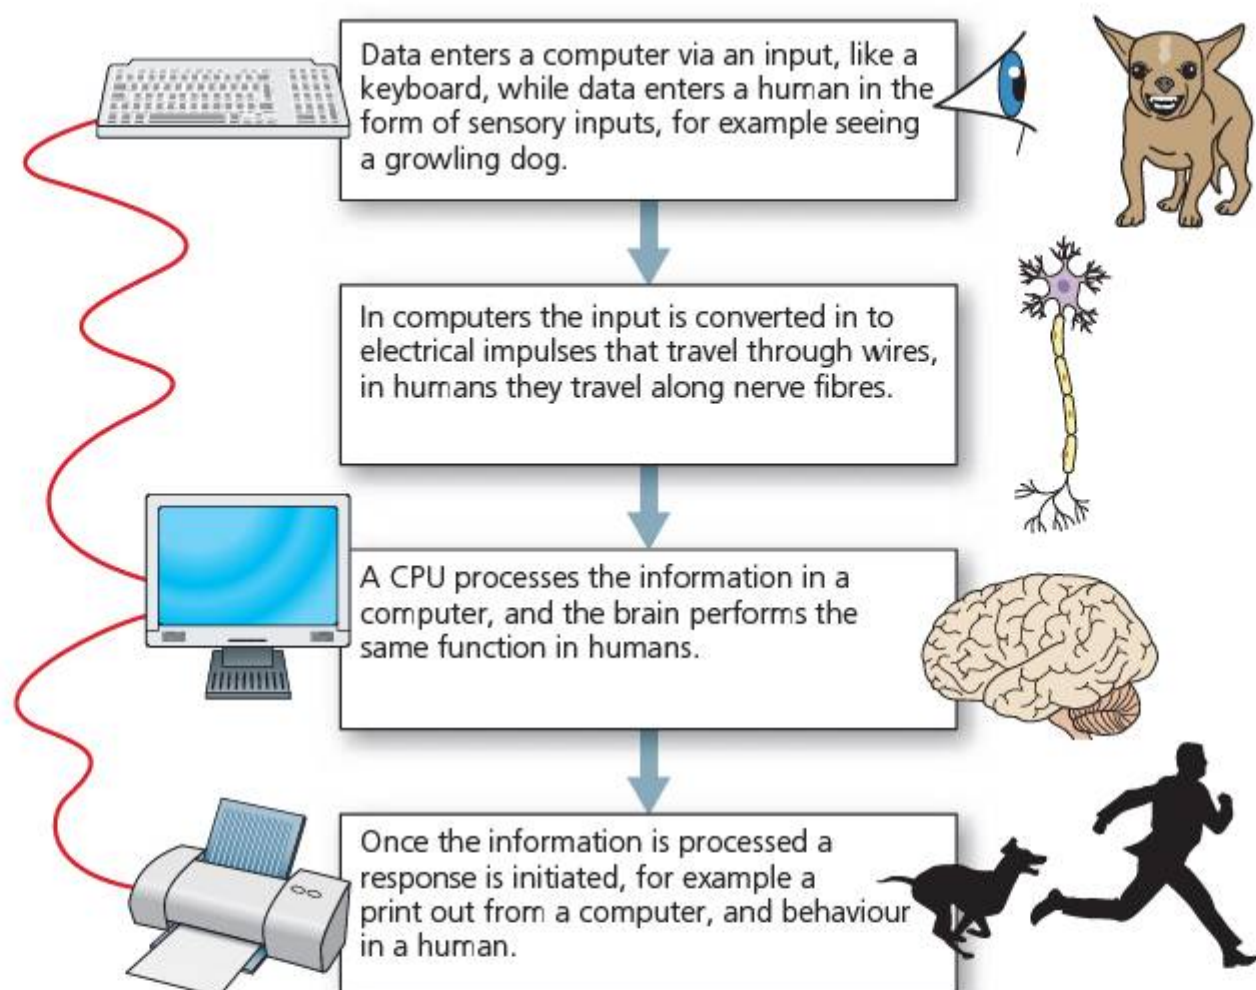 Data enters a computer via an input, like a
keyboard, while data enters a human in the
form of sensory inputs, for example seeing
a growling dog.
In computers the input is converted in to
electrical impulses that travel through wires,
in humans they travel along nerve fibres.
A CPU processes the information in a
computer, and the brain performs the
same function in humans.
Once the information is processed a
response is initiated, for example a
print out from a computer, and behaviour
in a human.